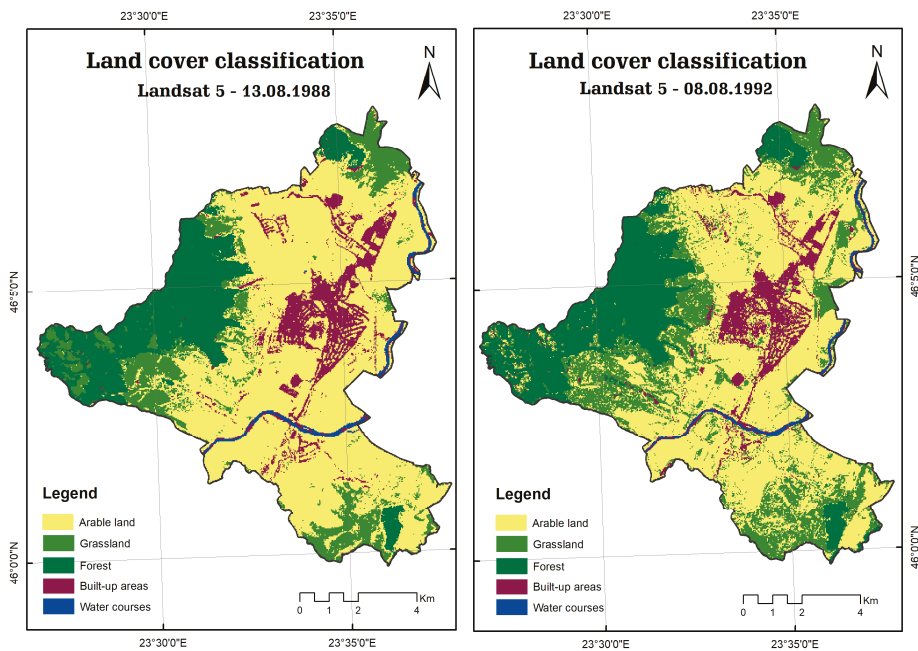 23°30'0"E 23°35'0"E
Land cover classification
Landsat 5 - 13.08.1988
N
46°5'0"N
46°0'0"N
Legend
Arable land
Grassland
Forest
Built-up areas
Water courses
Km
0 1 2 4
23°30'0"E 23°35'0"E
23°30'0"E 23°35'0"E
Land cover classification
Landsat 5 - 08.08.1992
N
46°5'0"N
46°0'0"N
Legend
Arable land
Grassland
Forest
Built-up areas
Water courses
Km
0 1 2 4
23°30'0"E 23°35'0"E